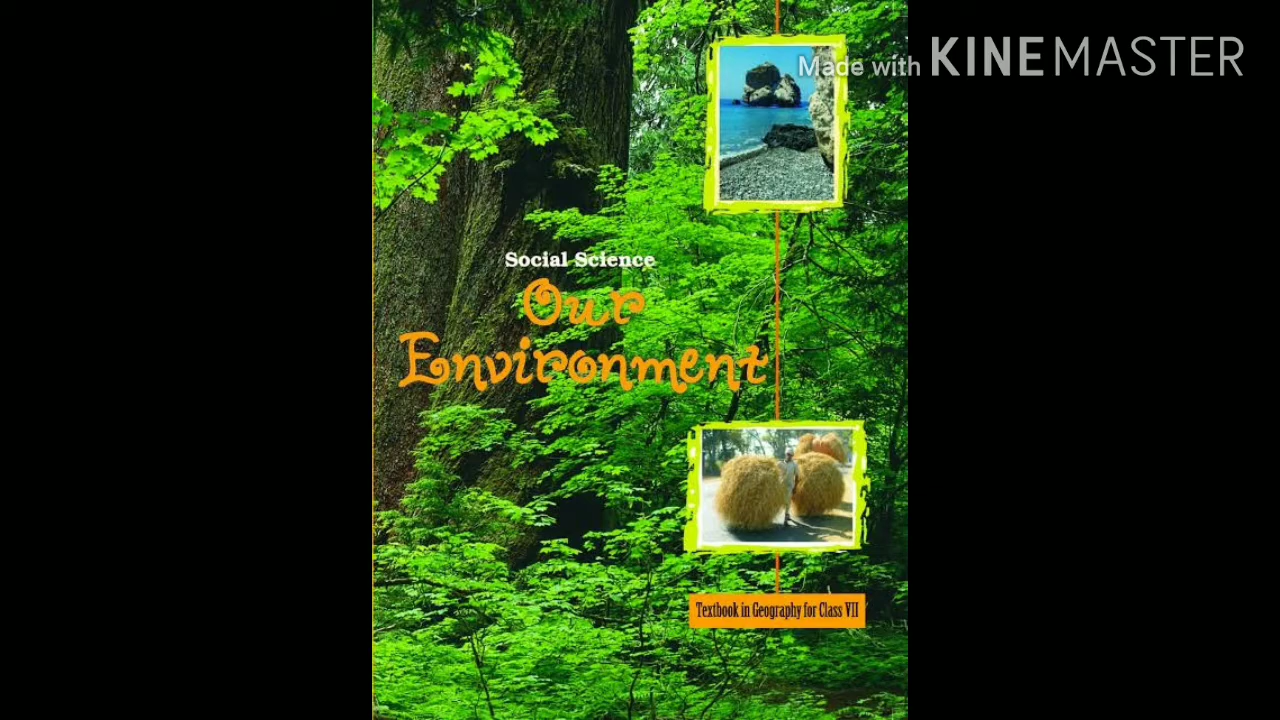 Made with KINEMASTER
Social Science
Our
Environment
Textbook in Geography for Class VII